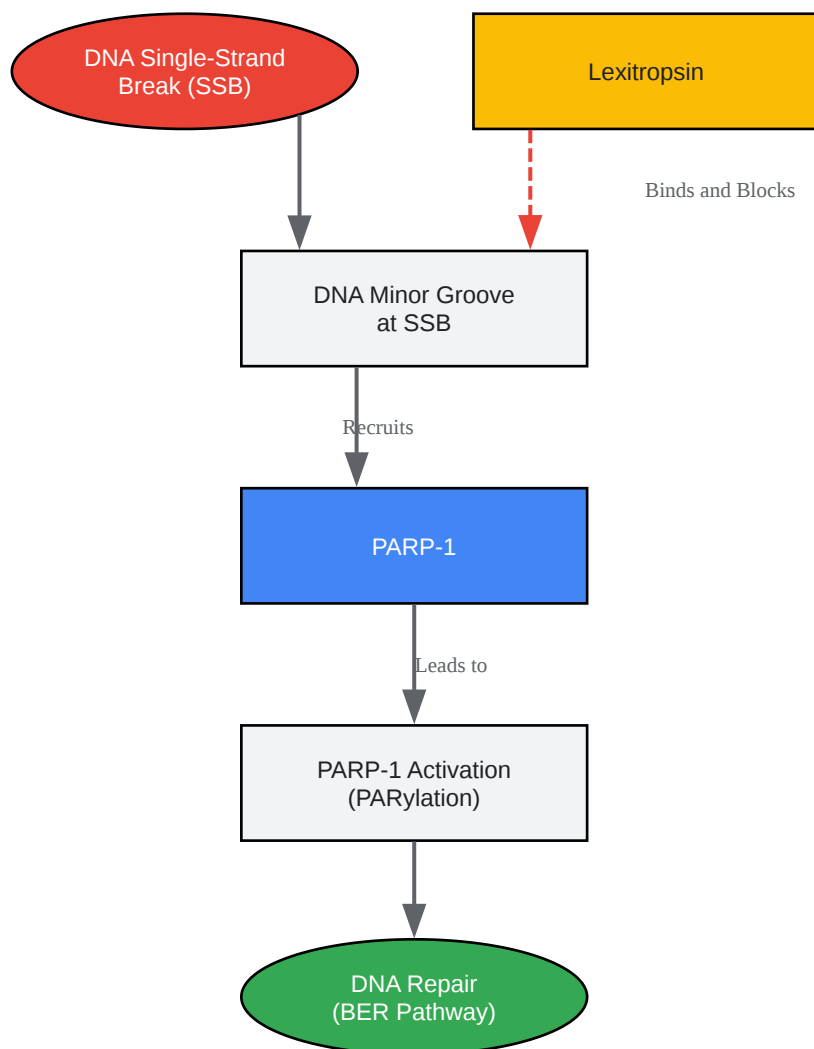 DNA Single-Strand
Break (SSB)
Lexitropsin
Binds and Blocks
DNA Minor Groove
at SSB
Recruits
PARP-1
Leads to
PARP-1 Activation
(PARylation)
DNA Repair
(BER Pathway)